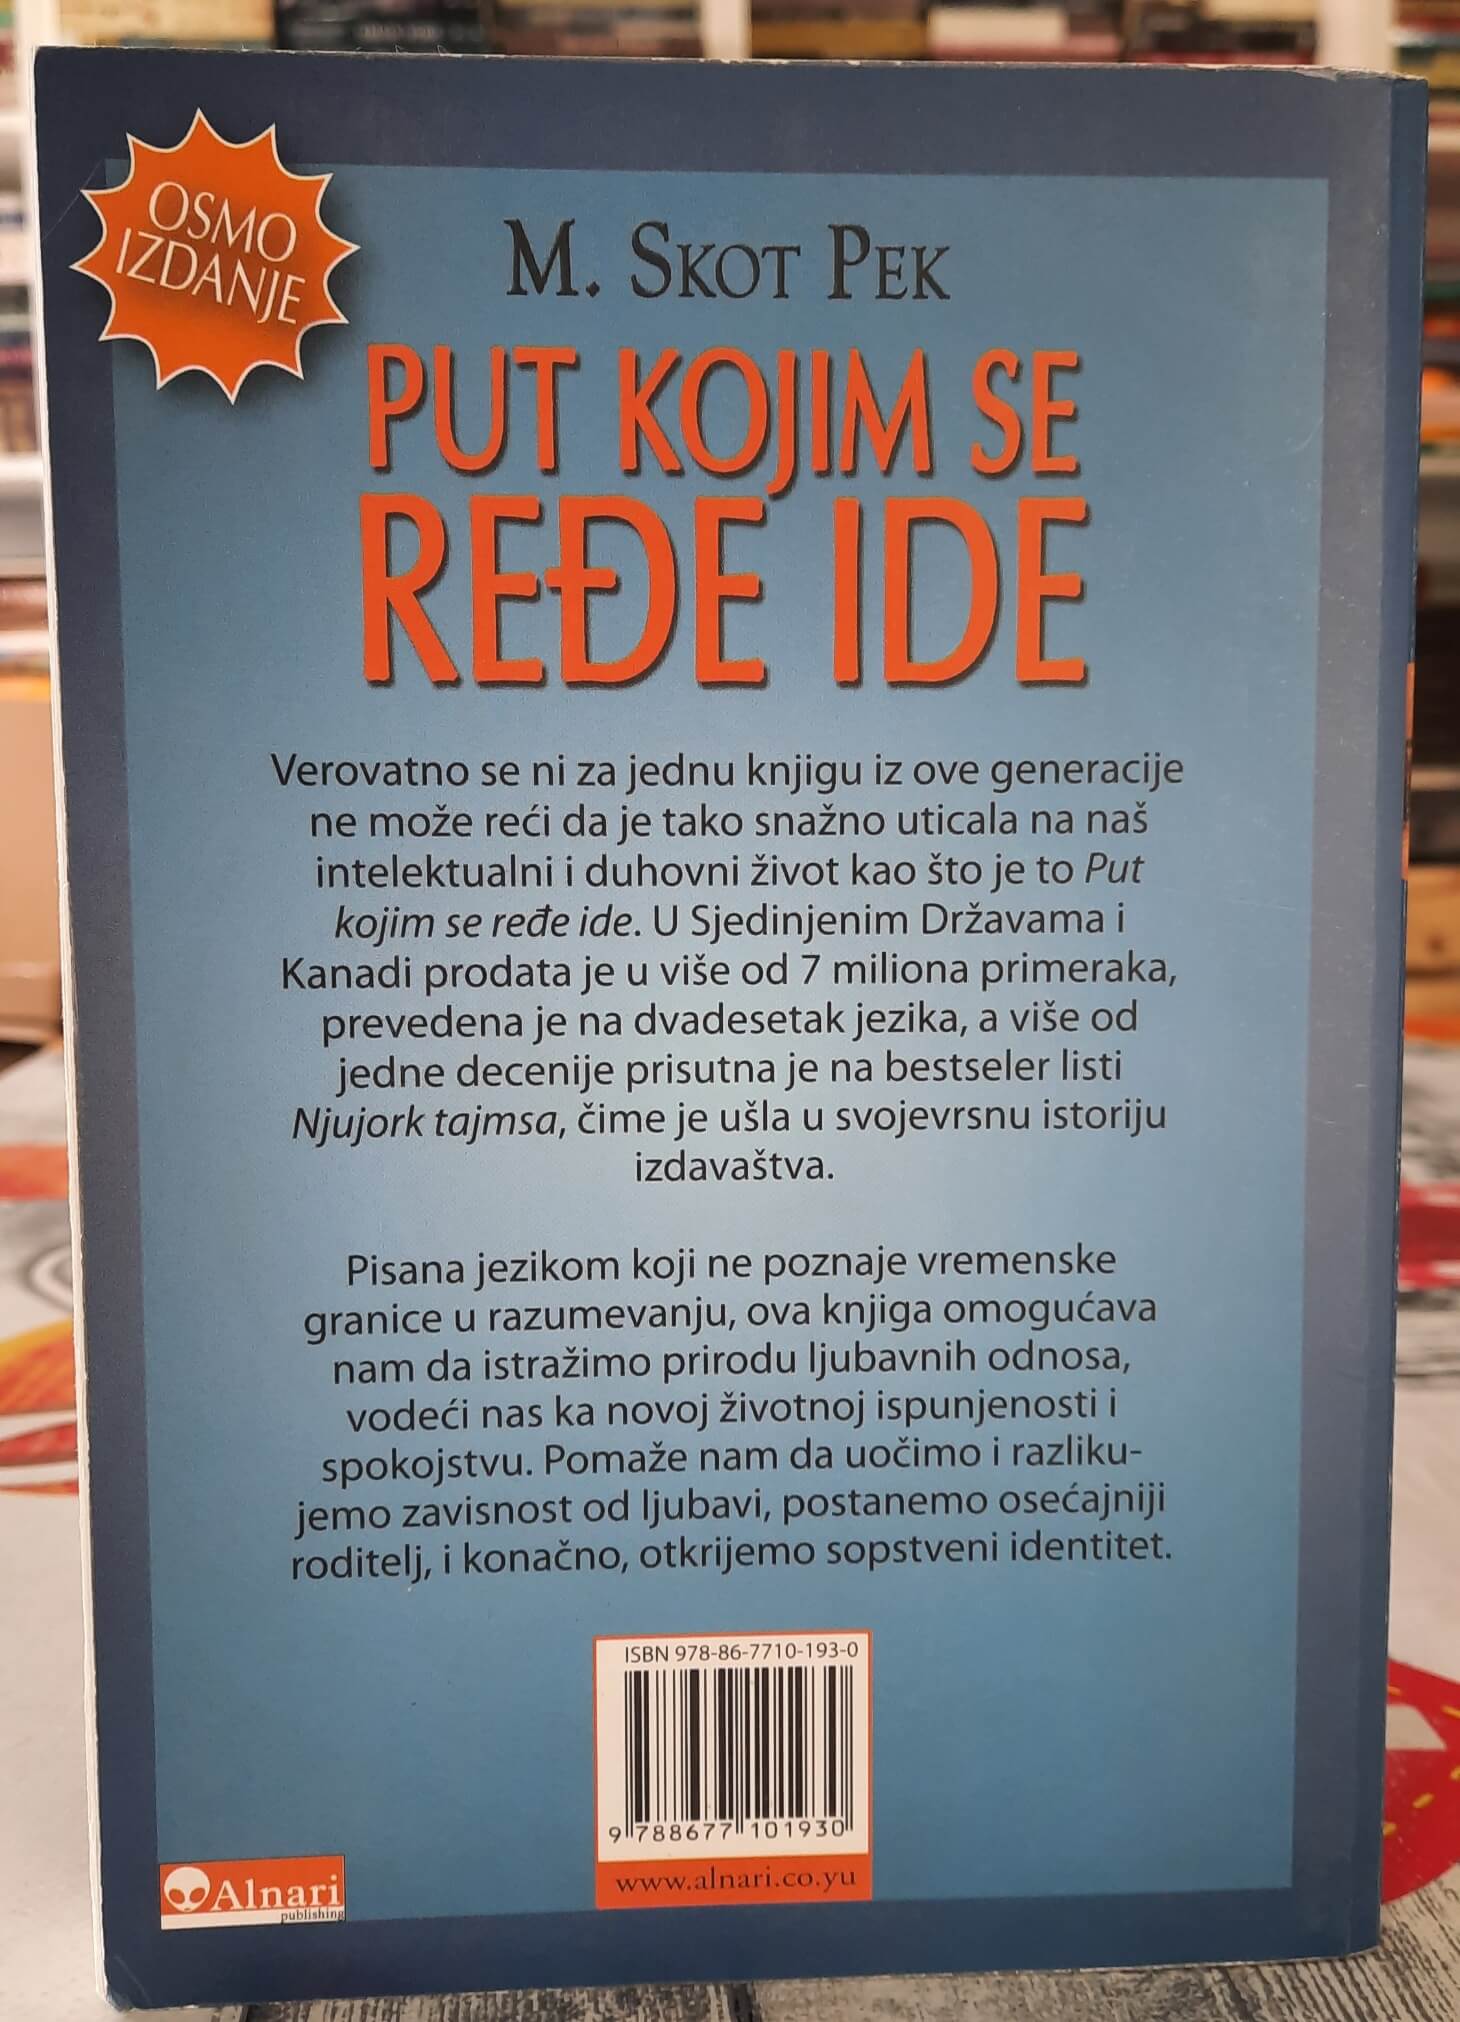 OSMO
IZDANJE
M. SKOT PEK
PUT KOJIM SE
REĐE IDE
Verovatno se ni za jednu knjigu iz ove generacije
ne može reći da je tako snažno uticala na naš
intelektualni i duhovni život kao što je to Put
kojim se ređe ide. U Sjedinjenim Državama i
Kanadi prodata je u više od 7 miliona primeraka,
prevedena je na dvadesetak jezika, a više od
jedne decenije prisutna je na bestseler listi
Njujork tajmsa, čime je ušla u svojevrsnu istoriju
izdavaštva.
Pisana jezikom koji ne poznaje vremenske
granice u razumevanju, ova knjiga omogućava
nam da istražimo prirodu ljubavnih odnosa,
vodeći nas ka novoj životnoj ispunjenosti i
spokojstvu. Pomaže nam da uočimo i razliku-
jemo zavisnost od ljubavi, postanemo osećajniji
roditelj, i konačno, otkrijemo sopstveni identitet.
ISBN 978-86-7710-193-0
9 788677 101930
www.alnari.co.yu
Alnari
publishing